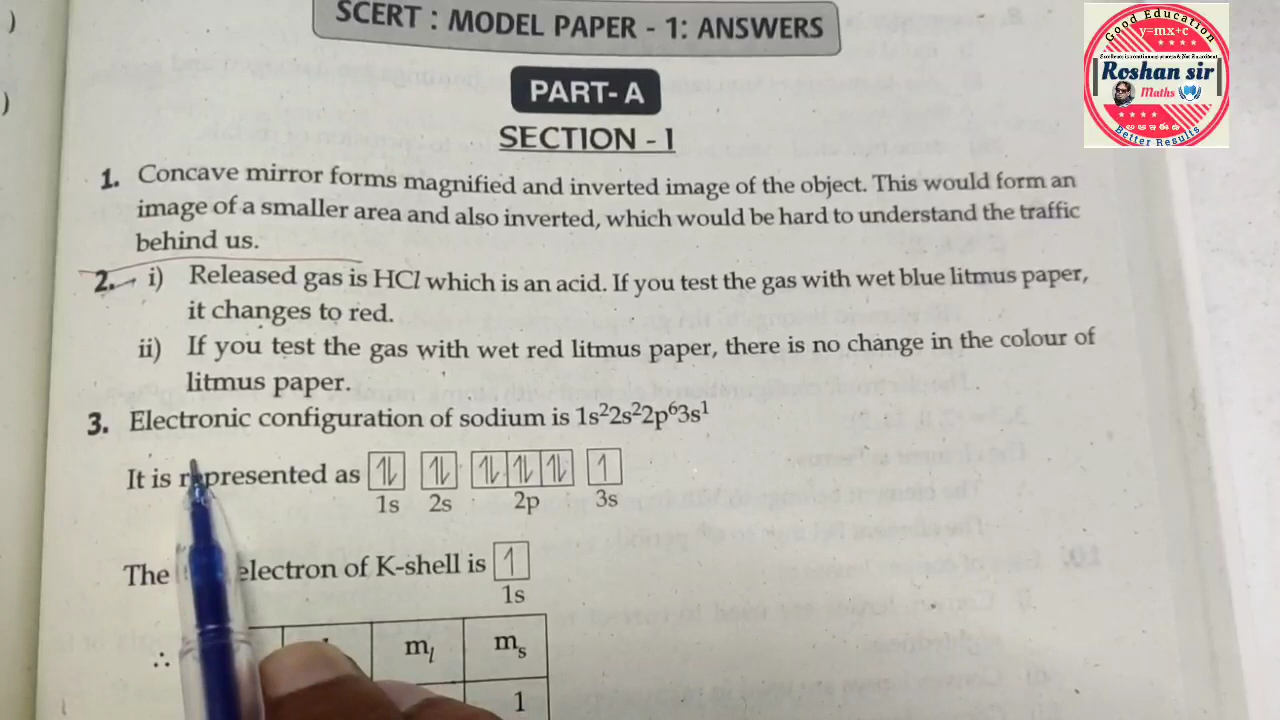 SCERT : MODEL PAPER - 1: ANSWERS
PART- A
SECTION - I
1. Concave mirror forms magnified and inverted image of the object. This would form an
image of a smaller area and also inverted, which would be hard to understand the traffic
behind us.
2. i) Released gas is HCl which is an acid. If you test the gas with wet blue litmus paper,
it changes to red.
ii) If you test the gas with wet red litmus paper, there is no change in the colour of
litmus paper.
3. Electronic configuration of sodium is 1s²2s²2p⁶3s¹
It is represented as ↿⇂ ↿⇂ ↿⇂ ↿⇂ ↿⇂ ↿
1s 2s 2p 3s
The electron of K-shell is ↿
1s
∴ mₗ mₛ
1
Good Education
y=mx+c
Roshan sir
Maths
Better Results